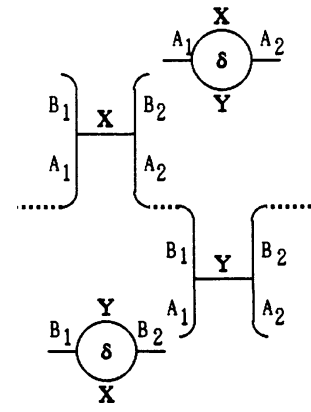 X
A₁ δ A₂
Y
B₁ X B₂
A₁ A₂
B₁ Y B₂
A₁ A₂
Y
B₁ δ B₂
X